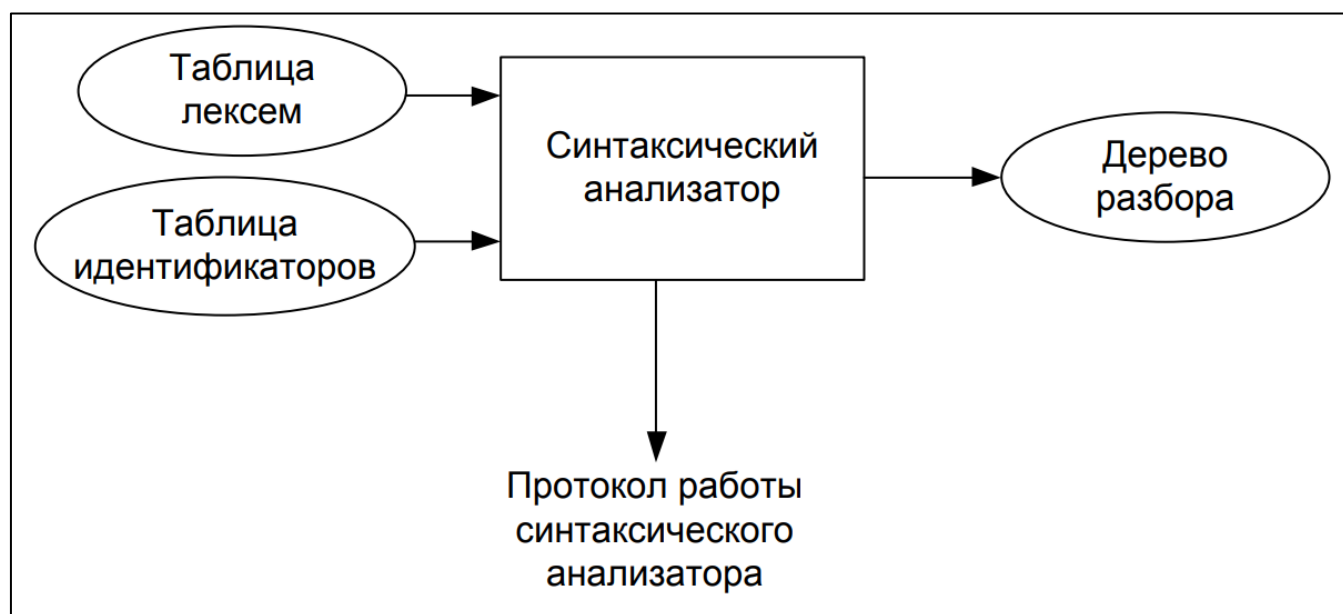 Таблица
лексем
Таблица
идентификаторов
Синтаксический
анализатор
Дерево
разбора
Протокол работы
синтаксического
анализатора